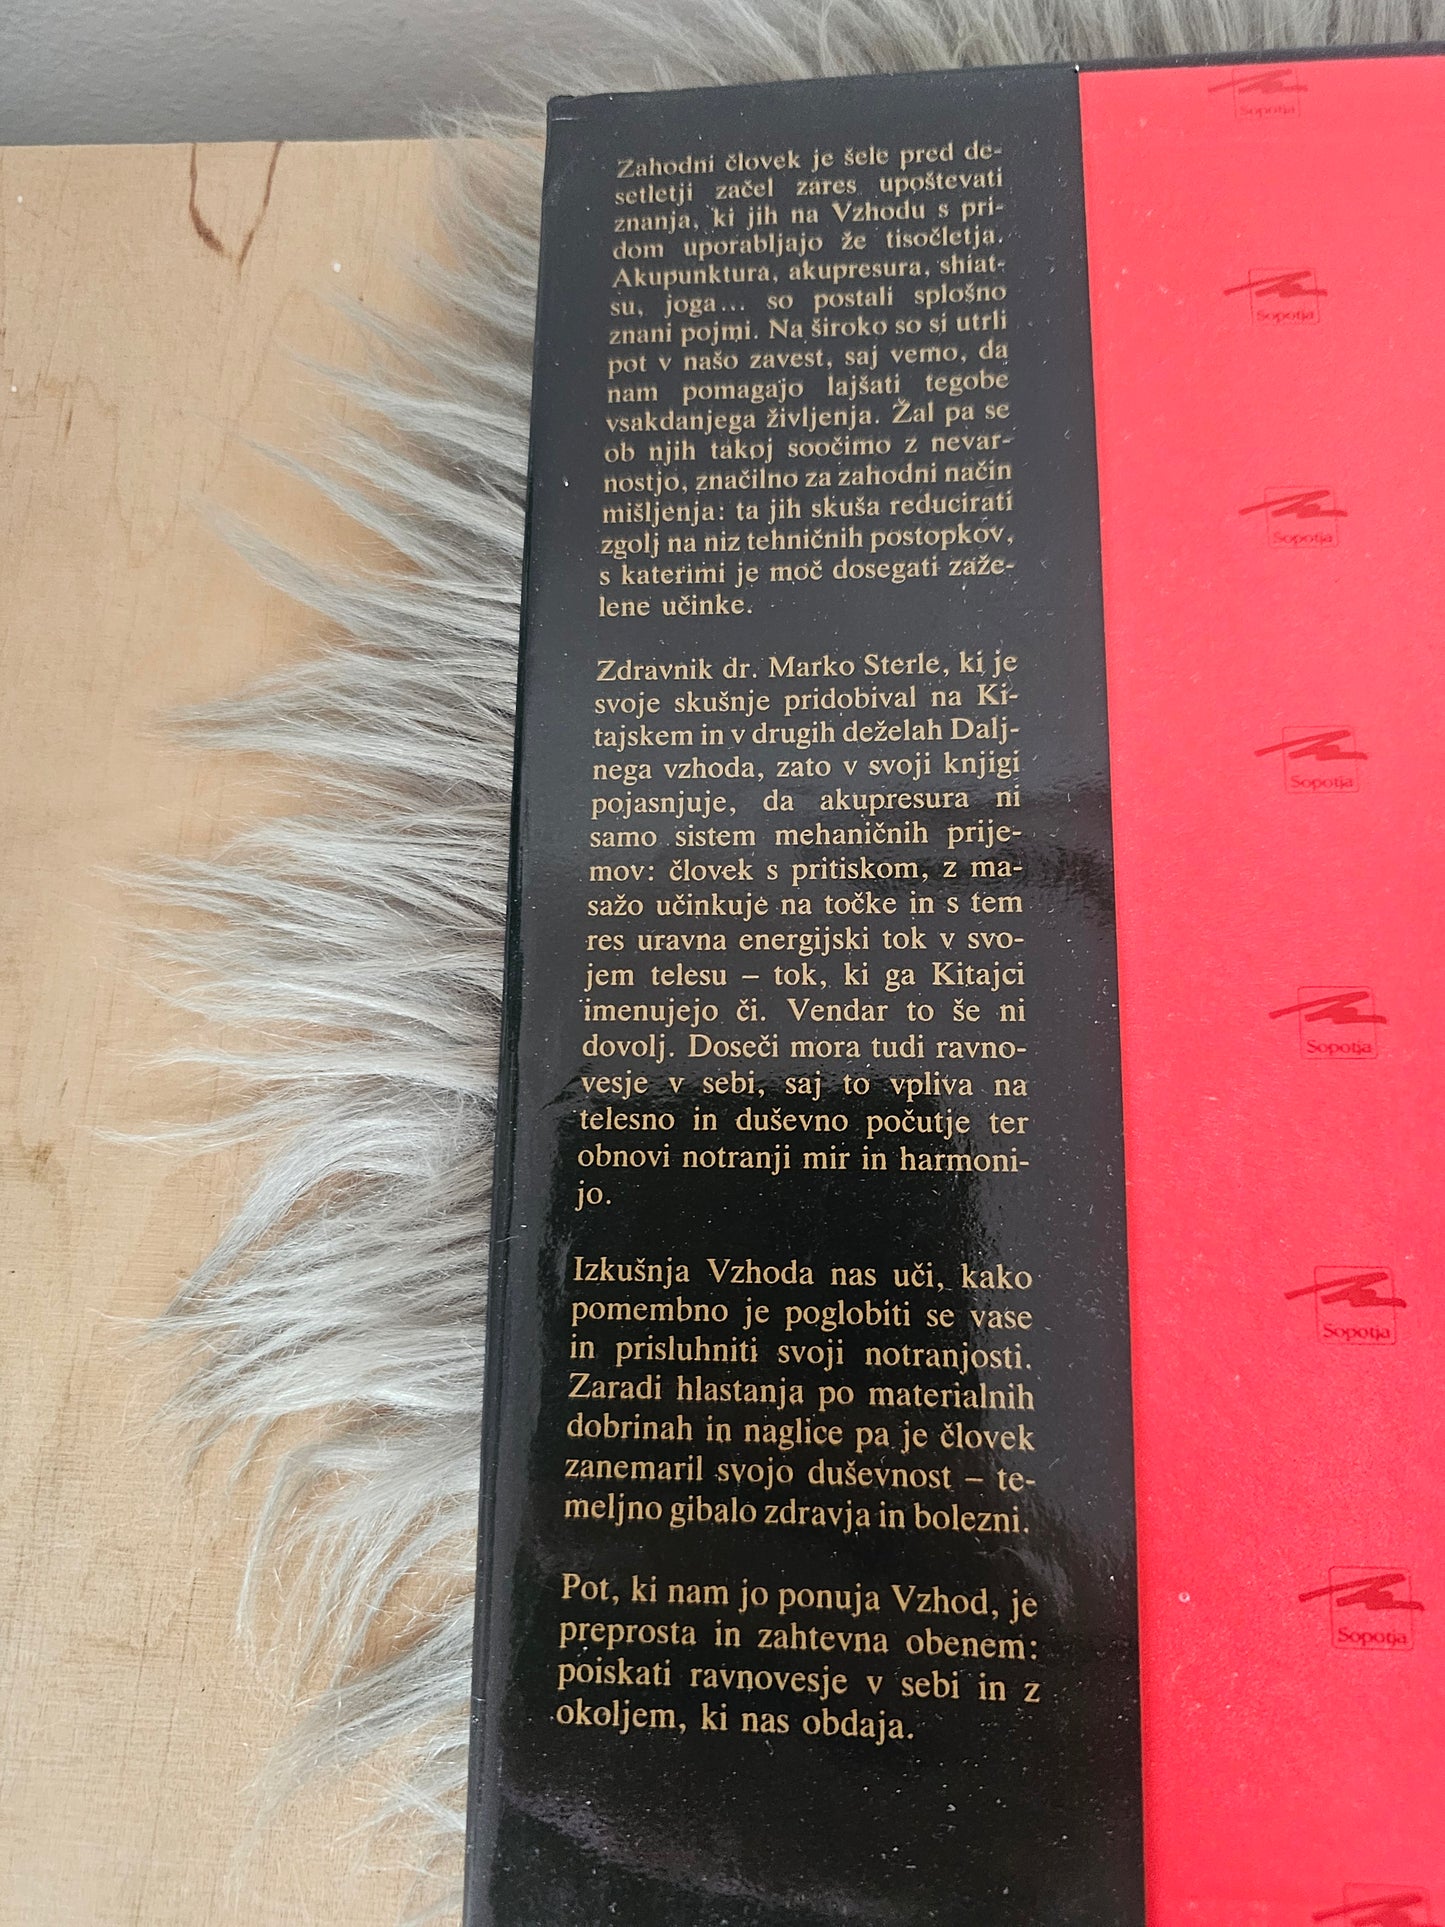 Zahodni človek je šele pred de-
setletji začel zares upoštevati
znanja, ki jih na Vzhodu s pri-
dom uporabljajo že tisočletja.
Akupunktura, akupresura, shiat-
su, joga... so postali splošno
znani pojmi. Na široko so si utrli
pot v našo zavest, saj vemo, da
nam pomagajo lajšati tegobe
vsakdanjega življenja. Žal pa se
ob njih takoj soočimo z nevar-
nostjo, značilno za zahodni način
mišljenja: ta jih skuša reducirati
zgolj na niz tehničnih postopkov,
s katerimi je moč dosegati zaže-
lene učinke.
Zdravnik dr. Marko Sterle, ki je
svoje skušnje pridobival na Ki-
tajskem in v drugih deželah Dalj-
nega vzhoda, zato v svoji knjigi
pojasnjuje, da akupresura ni
samo sistem mehaničnih prije-
mov: človek s pritiskom, z ma-
sažo učinkuje na točke in s tem
res uravna energijski tok v svo-
jem telesu – tok, ki ga Kitajci
imenujejo či. Vendar to še ni
dovolj. Doseči mora tudi ravno-
vesje v sebi, saj to vpliva na
telesno in duševno počutje ter
obnovi notranji mir in harmoni-
jo.
Izkušnja Vzhoda nas uči, kako
pomembno je poglobiti se vase
in prisluhniti svoji notranjosti.
Zaradi hlastanja po materialnih
dobrinah in naglice pa je človek
zanemaril svojo duševnost – te-
meljno gibalo zdravja in bolezni.
Pot, ki nam jo ponuja Vzhod, je
preprosta in zahtevna obenem:
poiskati ravnovesje v sebi in z
okoljem, ki nas obdaja.
Sopotja
Sopotja
Sopotja
Sopotja
Sopotja
Sopotja
Sopotja